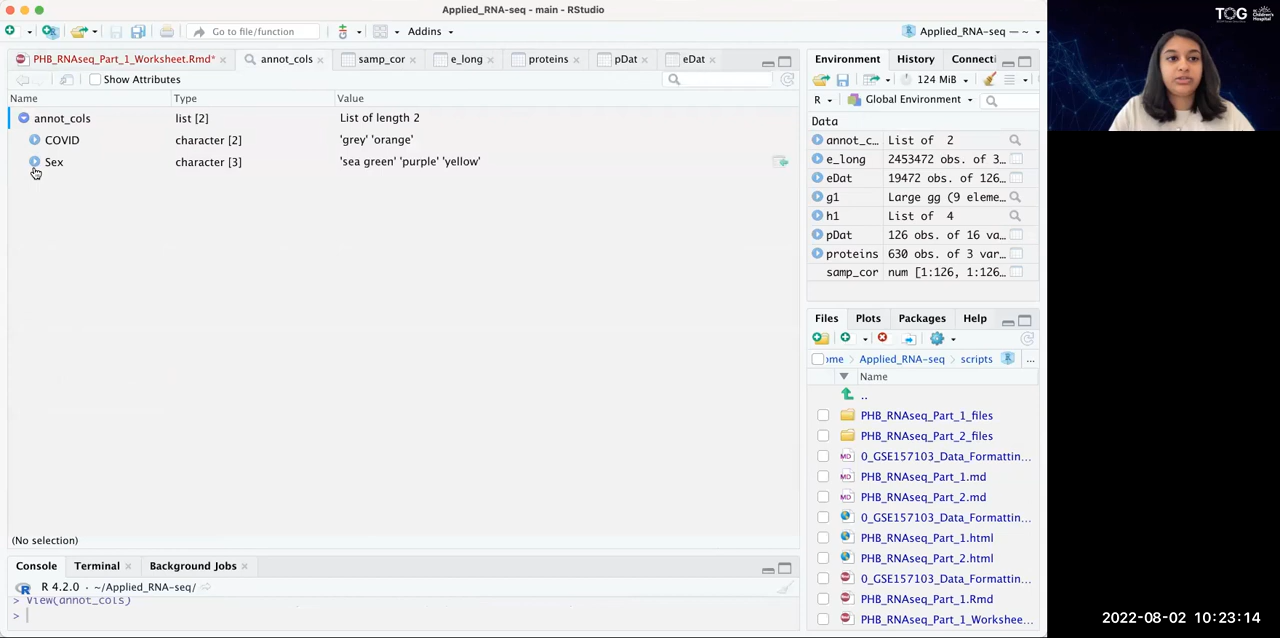 Applied_RNA-seq - main - RStudio
Go to file/function
Addins
Applied_RNA-seq — ~
PHB_RNAseq_Part_1_Worksheet.Rmd*
annot_cols
samp_cor
e_long
proteins
pDat
eDat
Show Attributes
Name Type Value
annot_cols list [2] List of length 2
COVID character [2] 'grey' 'orange'
Sex character [3] 'sea green' 'purple' 'yellow'
(No selection)
Console Terminal Background Jobs
R 4.2.0 · ~/Applied_RNA-seq/
> View(annot_cols)
>
Environment History Connecti
124 MiB
R Global Environment
Data
annot_c… List of 2
e_long 2453472 obs. of 3…
eDat 19472 obs. of 126…
g1 Large gg (9 eleme…
h1 List of 4
pDat 126 obs. of 16 va…
proteins 630 obs. of 3 var…
samp_cor num [1:126, 1:126…
Files Plots Packages Help
ome > Applied_RNA-seq > scripts ...
Name
..
PHB_RNAseq_Part_1_files
PHB_RNAseq_Part_2_files
0_GSE157103_Data_Formattin...
PHB_RNAseq_Part_1.md
PHB_RNAseq_Part_2.md
0_GSE157103_Data_Formattin...
PHB_RNAseq_Part_1.html
PHB_RNAseq_Part_2.html
0_GSE157103_Data_Formattin...
PHB_RNAseq_Part_1.Rmd
PHB_RNAseq_Part_1_Workshee...
TOG
2022-08-02 10:23:14